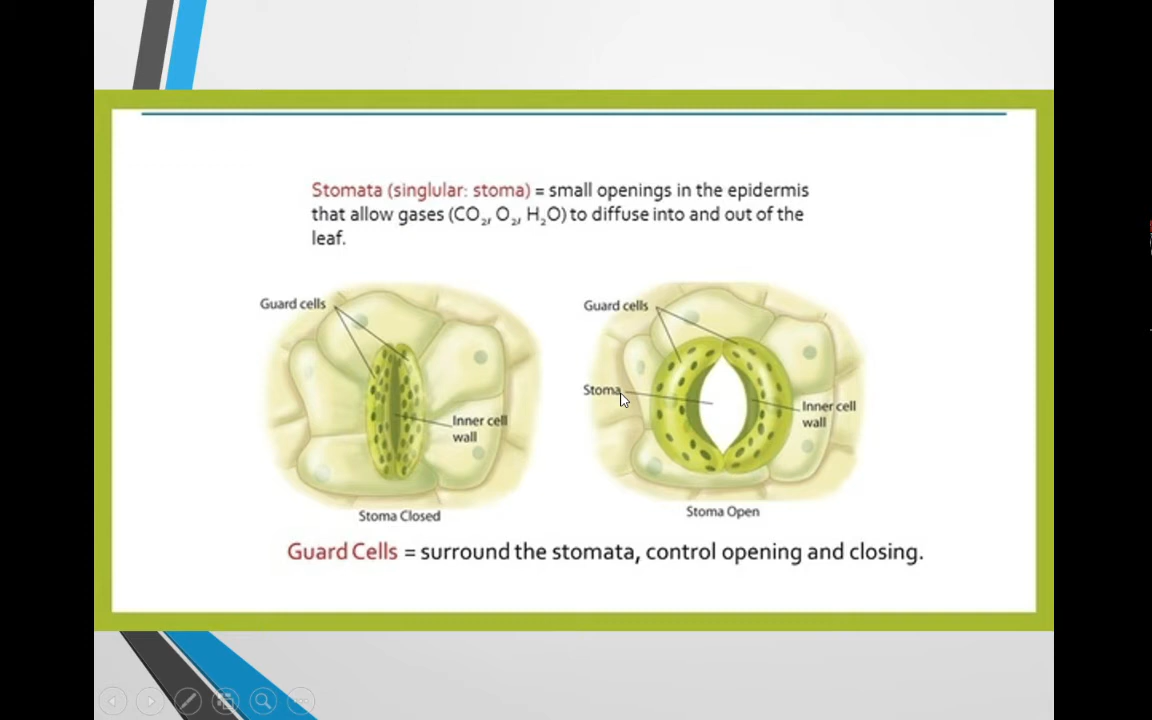 Stomata (singlular: stoma) = small openings in the epidermis
that allow gases (CO₂, O₂, H₂O) to diffuse into and out of the
leaf.
Guard cells
Inner cell
wall
Stoma Closed
Guard cells
Stoma
Inner cell
wall
Stoma Open
Guard Cells = surround the stomata, control opening and closing.